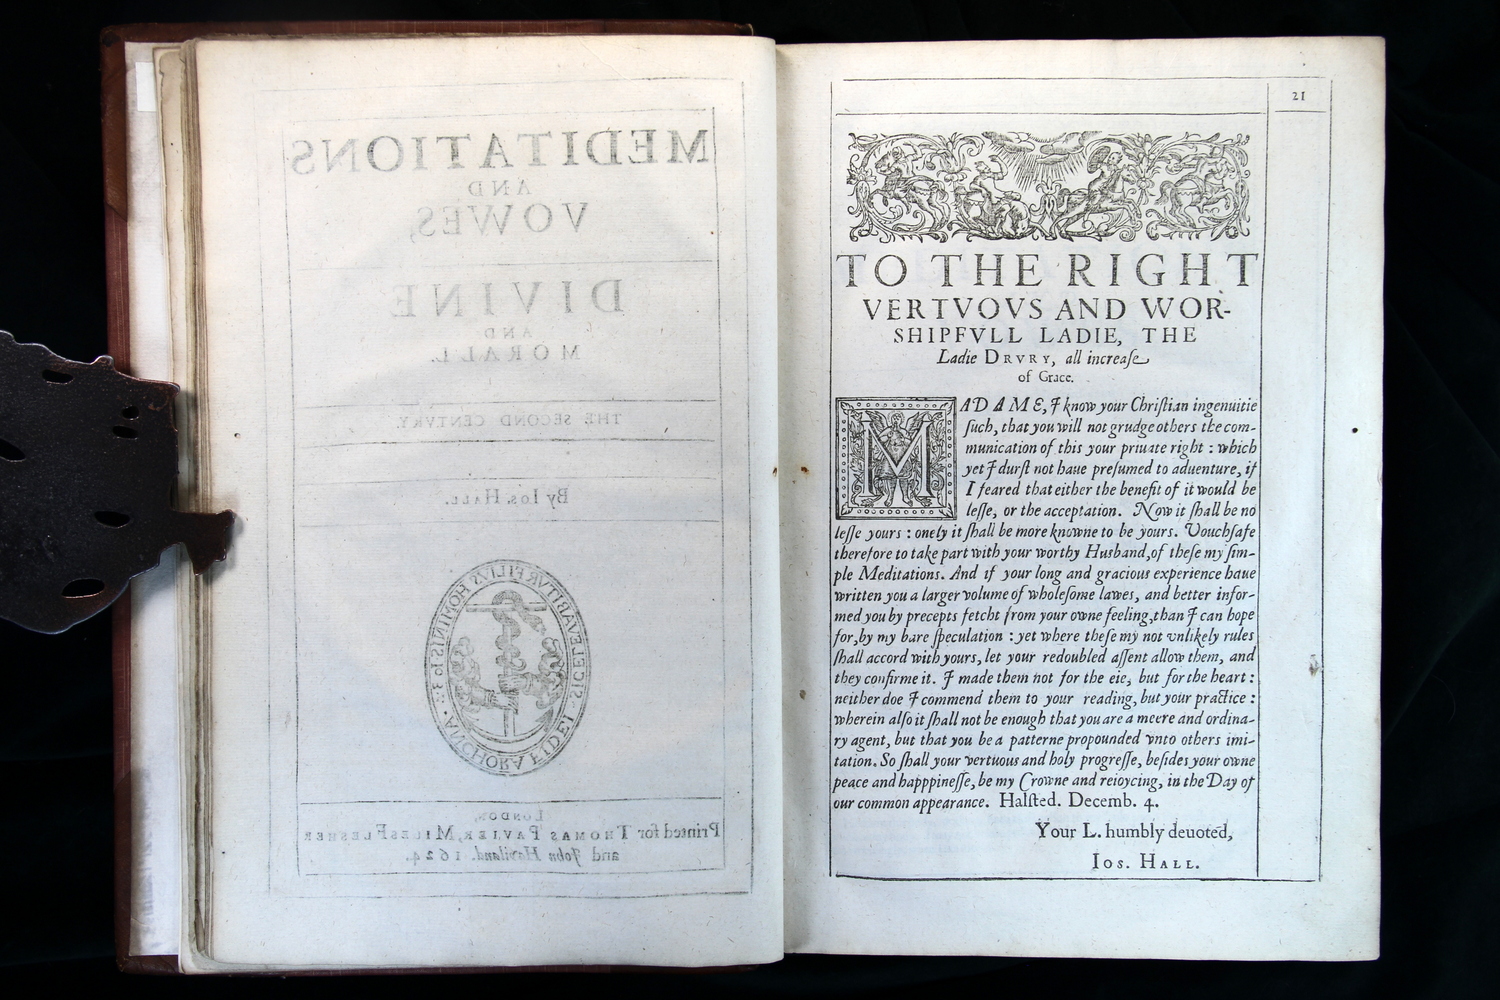 MEDITATIONS
AND
VOWES,
DIVINE
AND
MORALL.
THE SECOND CENTVRY.
By Ios. HALL.
SIC ELEVABITVR FILIVS HOMINIS Io 3. ANCHORA FIDEI
LONDON,
Printed for THOMAS PAVIER, MILES FLESHER
and John Haviland. 1624.
21
TO THE RIGHT
VERTVOVS AND WOR-
SHIPFVLL LADIE, THE
Ladie DRVRY, all increaſe
of Grace.
MADAME, I know your Chriſtian ingenuitie
ſuch, that you will not grudge others the com-
munication of this your priuate right : which
yet I durſt not haue preſumed to aduenture, if
I feared that either the benefit of it would be
leſſe, or the acceptation. Now it ſhall be no
leſſe yours : onely it ſhall be more knowne to be yours. Vouchſafe
therefore to take part with your worthy Husband, of theſe my ſim-
ple Meditations. And if your long and gracious experience haue
written you a larger volume of wholeſome lawes, and better infor-
med you by precepts fetcht from your owne feeling, than I can hope
for, by my bare ſpeculation : yet where theſe my not vnlikely rules
ſhall accord with yours, let your redoubled aſſent allow them, and
they confirme it. I made them not for the eie, but for the heart :
neither doe I commend them to your reading, but your practice :
wherein alſo it ſhall not be enough that you are a meere and ordina-
ry agent, but that you be a patterne propounded vnto others imi-
tation. So ſhall your vertuous and holy progreſſe, beſides your owne
peace and happpineſſe, be my Crowne and reioycing, in the Day of
our common appearance. Halſted. Decemb. 4.
Your L. humbly deuoted,
IOS. HALL.